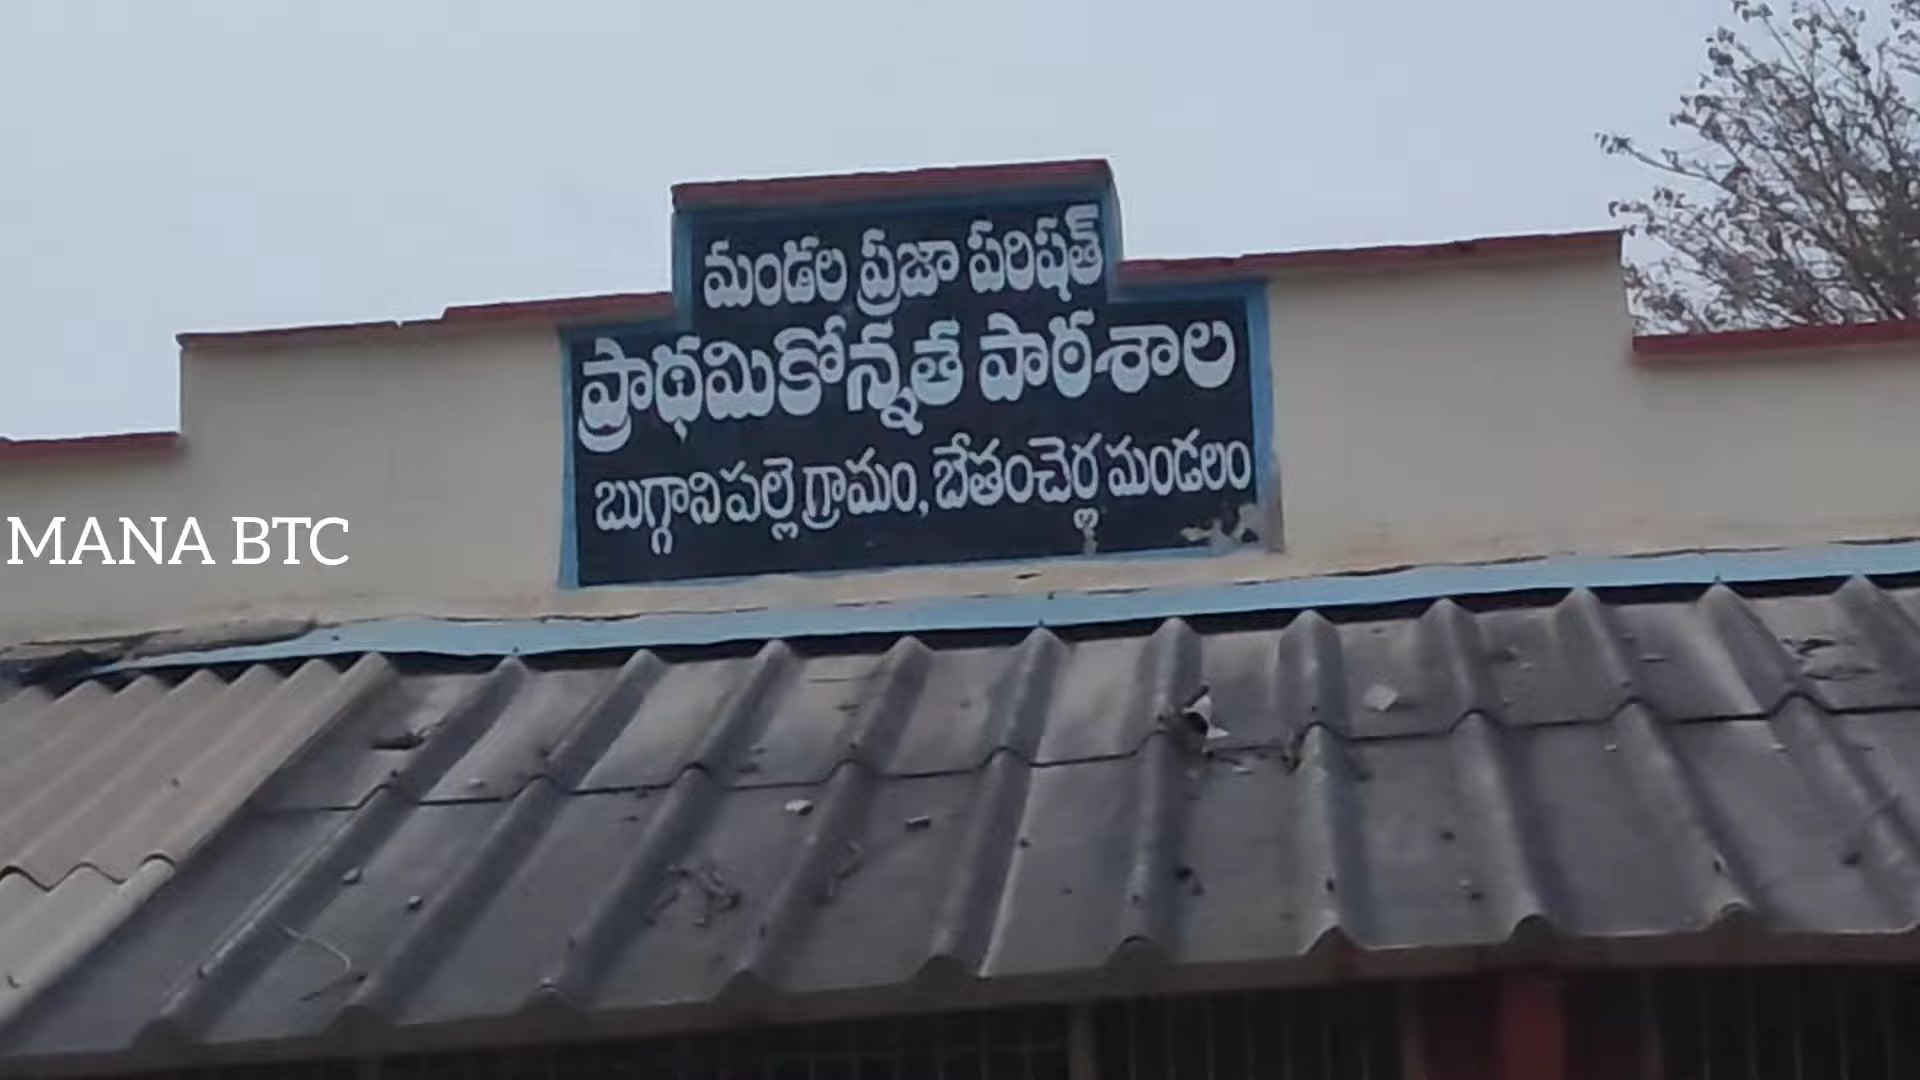 మండల ప్రజా పరిషత్
ప్రాథమికోన్నత పాఠశాల
బుగ్గానిపల్లె గ్రామం, బేతంచెర్ల మండలం
MANA BTC